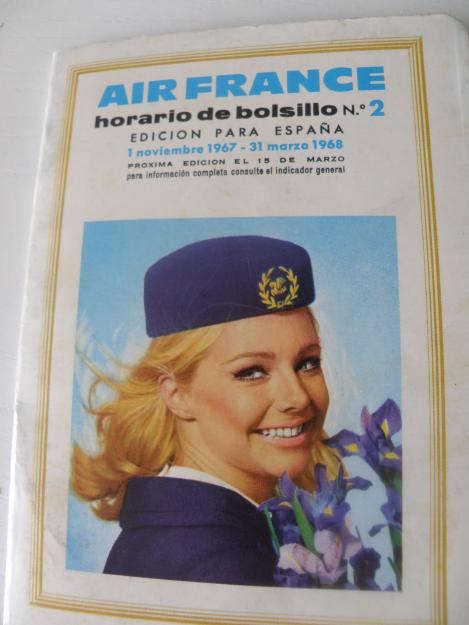 AIR FRANCE
horario de bolsillo N.º 2
EDICION PARA ESPAÑA
1 noviembre 1967 - 31 marzo 1968
PROXIMA EDICION EL 15 DE MARZO
para información completa consulte el indicador general